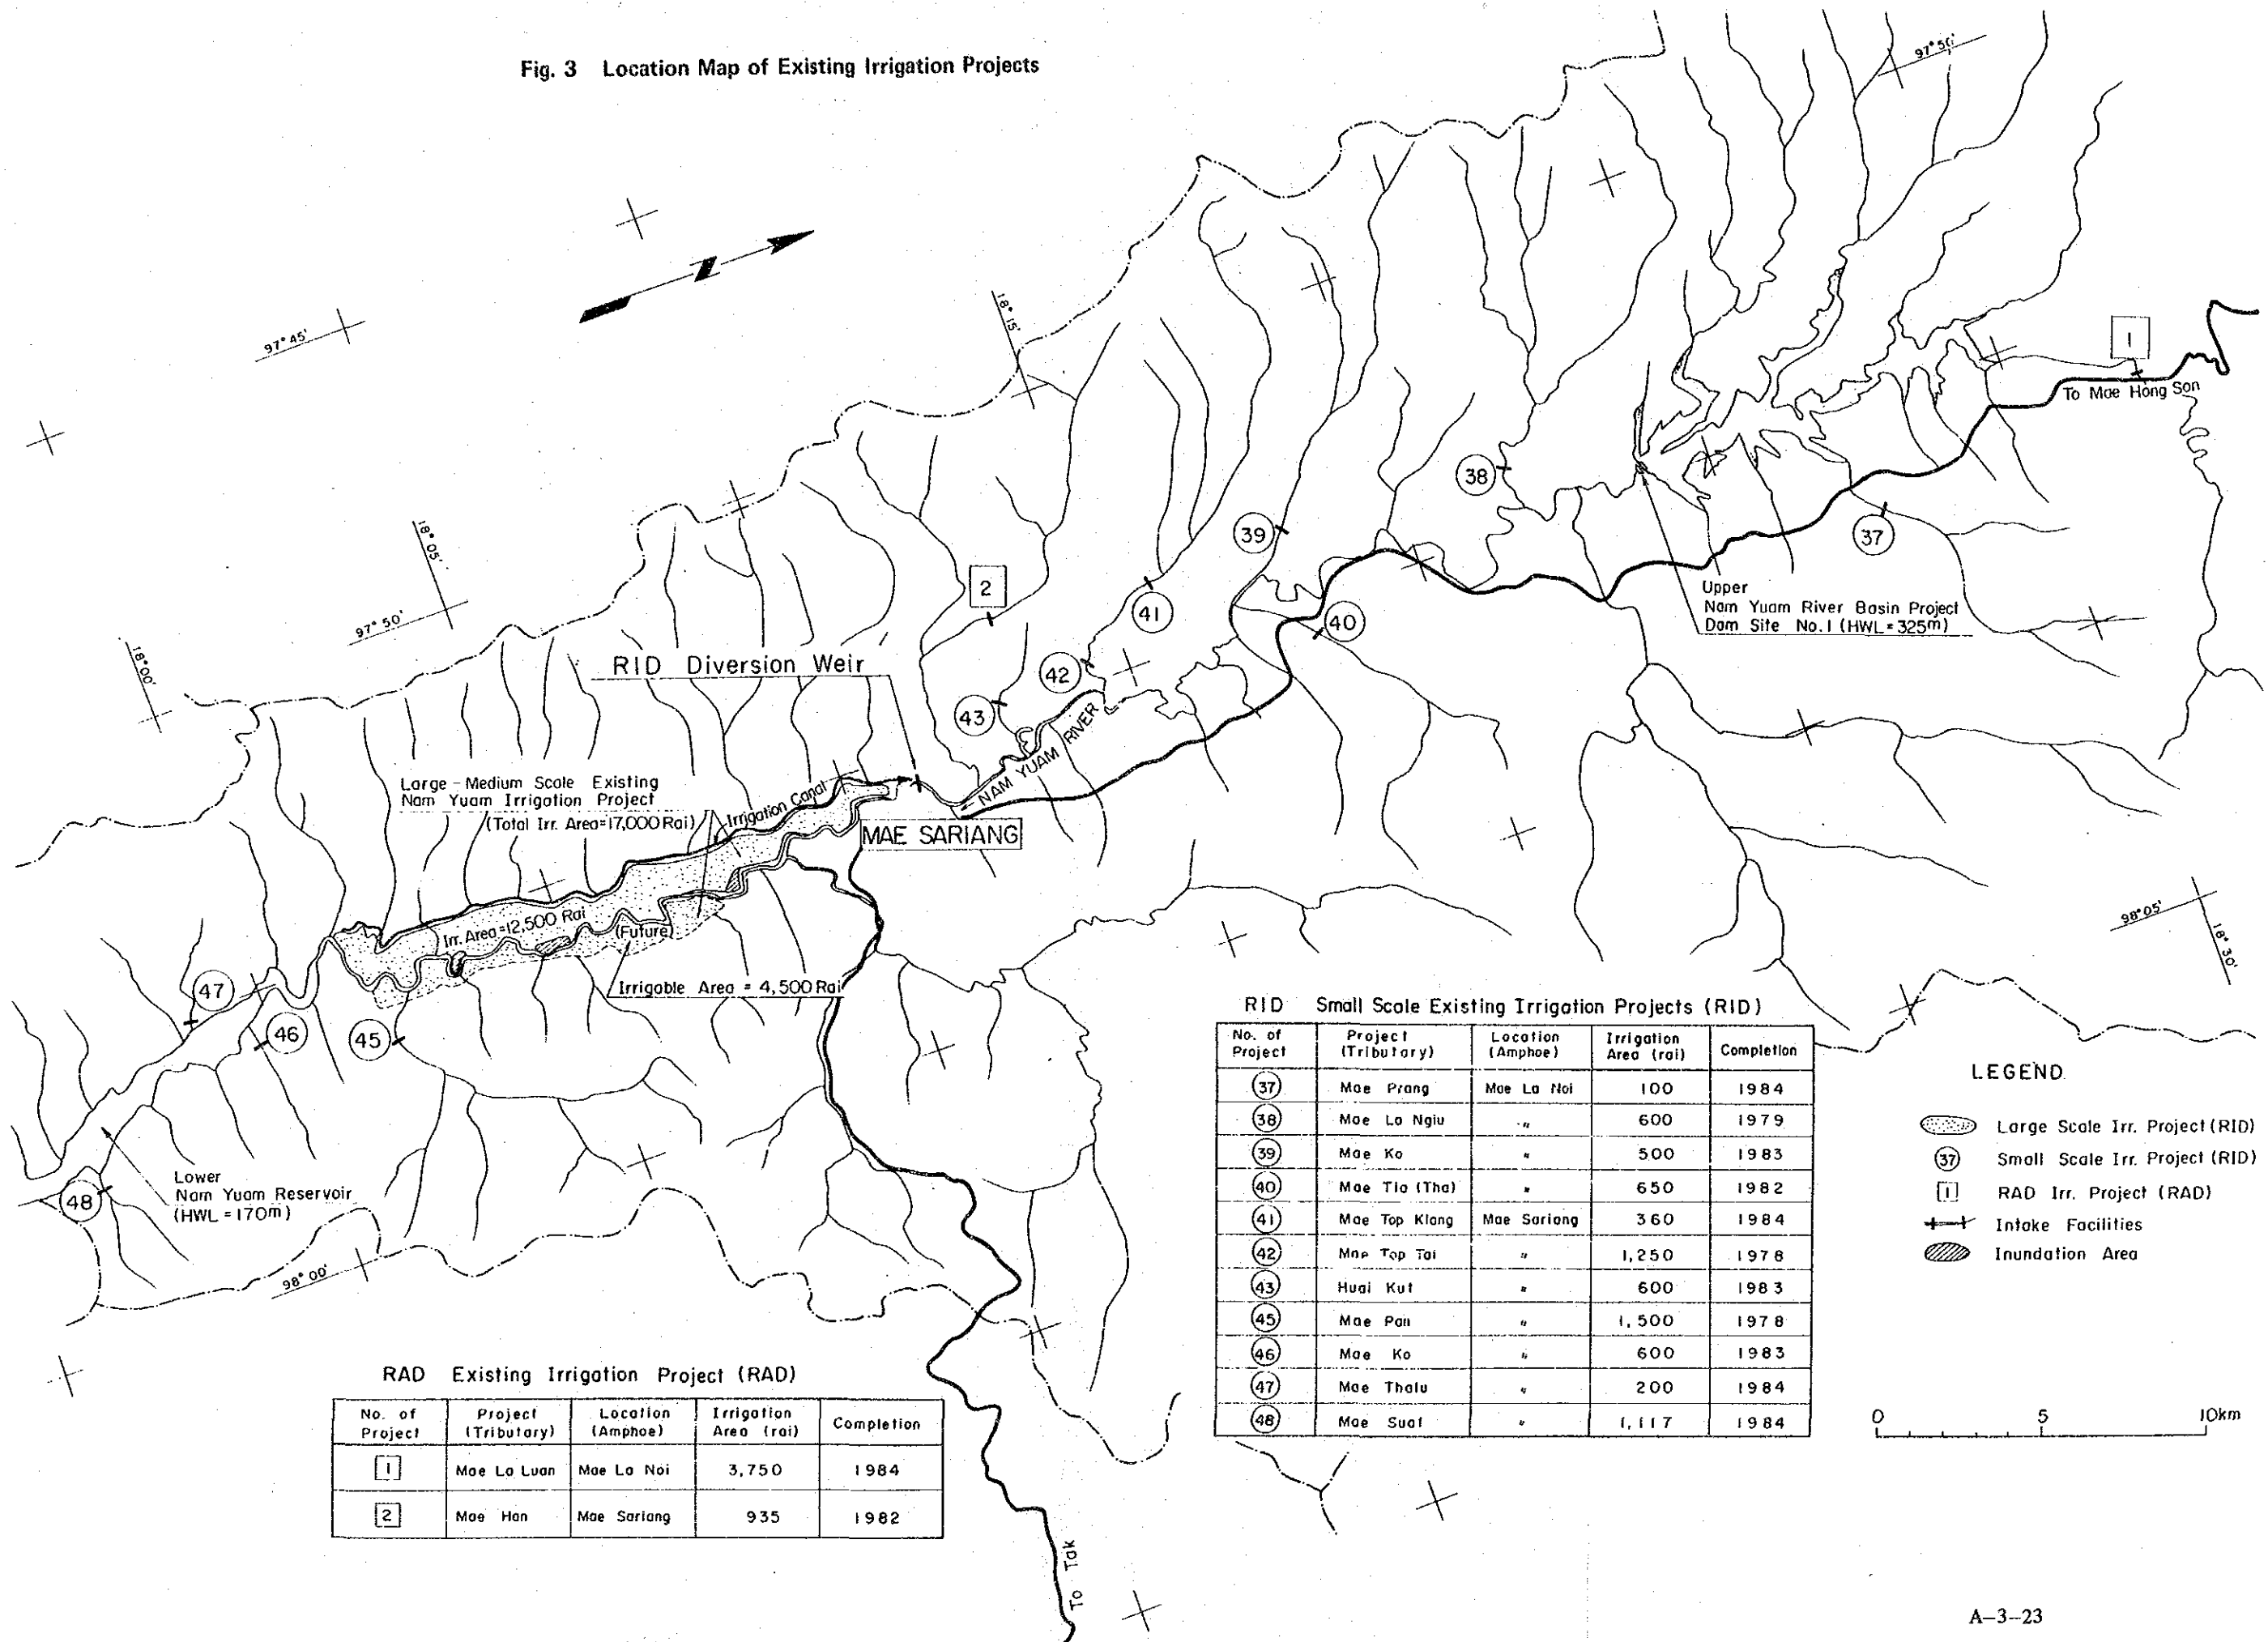 Fig. 3 Location Map of Existing Irrigation Projects
97° 50'
N
97° 45'
18° 15'
1
To Mae Hong Son
38
39
37
18° 05'
2
41
40
Upper
Nam Yuam River Basin Project
Dam Site No.1 (HWL=325m)
97° 50'
18° 00'
RID Diversion Weir
42
43
NAM YUAM RIVER
Large - Medium Scale Existing
Nam Yuam Irrigation Project
(Total Irr. Area=17,000 Rai)
Irrigation Canal
MAE SARIANG
Irr. Area=12,500 Rai
(Future)
Irrigable Area = 4,500 Rai
98° 05'
18° 30'
47
46
45
48
Lower
Nam Yuam Reservoir
(HWL=170m)
98° 00'
RID Small Scale Existing Irrigation Projects (RID)
No. of Project | Project (Tributary) | Location (Amphoe) | Irrigation Area (rai) | Completion
37 Mae Prang Mae La Noi 100 1984
38 Mae La Ngiu " 600 1979
39 Mae Ko " 500 1983
40 Mae Tia (Tha) " 650 1982
41 Mae Top Klang Mae Sariang 360 1984
42 Mae Top Tai " 1,250 1978
43 Huai Kut " 600 1983
45 Mae Pan " 1,500 1978
46 Mae Ko " 600 1983
47 Mae Thalu " 200 1984
48 Mae Suat " 1,117 1984
LEGEND
Large Scale Irr. Project (RID)
37 Small Scale Irr. Project (RID)
1 RAD Irr. Project (RAD)
Intake Facilities
Inundation Area
RAD Existing Irrigation Project (RAD)
No. of Project | Project (Tributary) | Location (Amphoe) | Irrigation Area (rai) | Completion
1 Mae La Luan Mae La Noi 3,750 1984
2 Mae Han Mae Sariang 935 1982
0 5 10km
To Tak
A-3-23